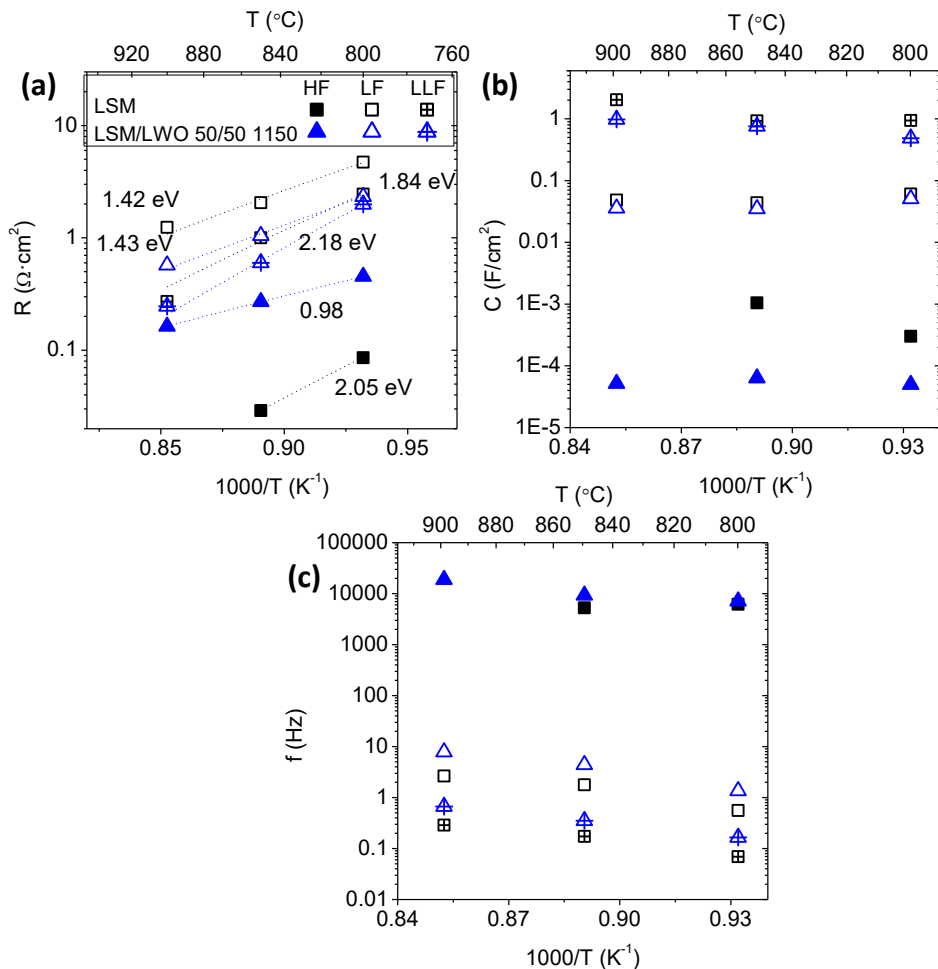 T (°C)
920 880 840 800 760
(a)
HF LF LLF
LSM
LSM/LWO 50/50 1150
10
1
0.1
1.42 eV
1.84 eV
1.43 eV
2.18 eV
0.98
2.05 eV
R (Ω·cm²)
0.85 0.90 0.95
1000/T (K⁻¹)
T (°C)
900 880 860 840 820 800
(b)
1
0.1
0.01
1E-3
1E-4
1E-5
C (F/cm²)
0.84 0.87 0.90 0.93
1000/T (K⁻¹)
T (°C)
900 880 860 840 820 800
(c)
100000
10000
1000
100
10
1
0.1
0.01
f (Hz)
0.84 0.87 0.90 0.93
1000/T (K⁻¹)